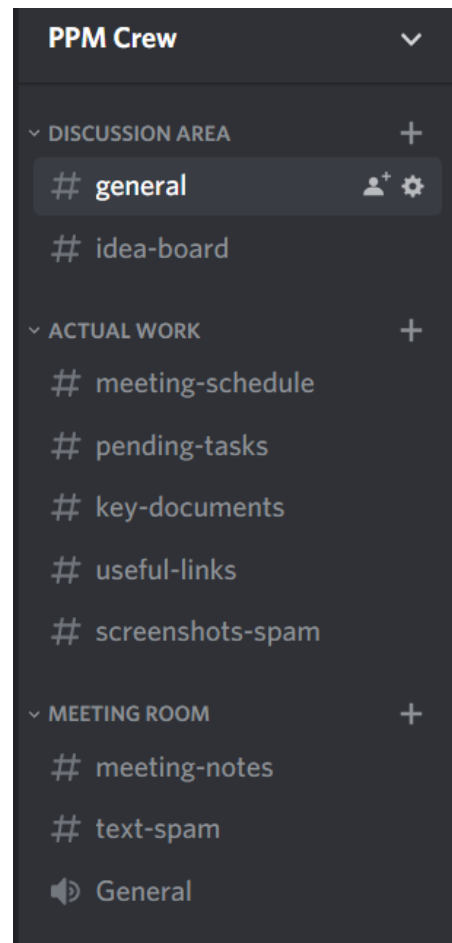 PPM Crew
DISCUSSION AREA
# general
# idea-board
ACTUAL WORK
# meeting-schedule
# pending-tasks
# key-documents
# useful-links
# screenshots-spam
MEETING ROOM
# meeting-notes
# text-spam
General